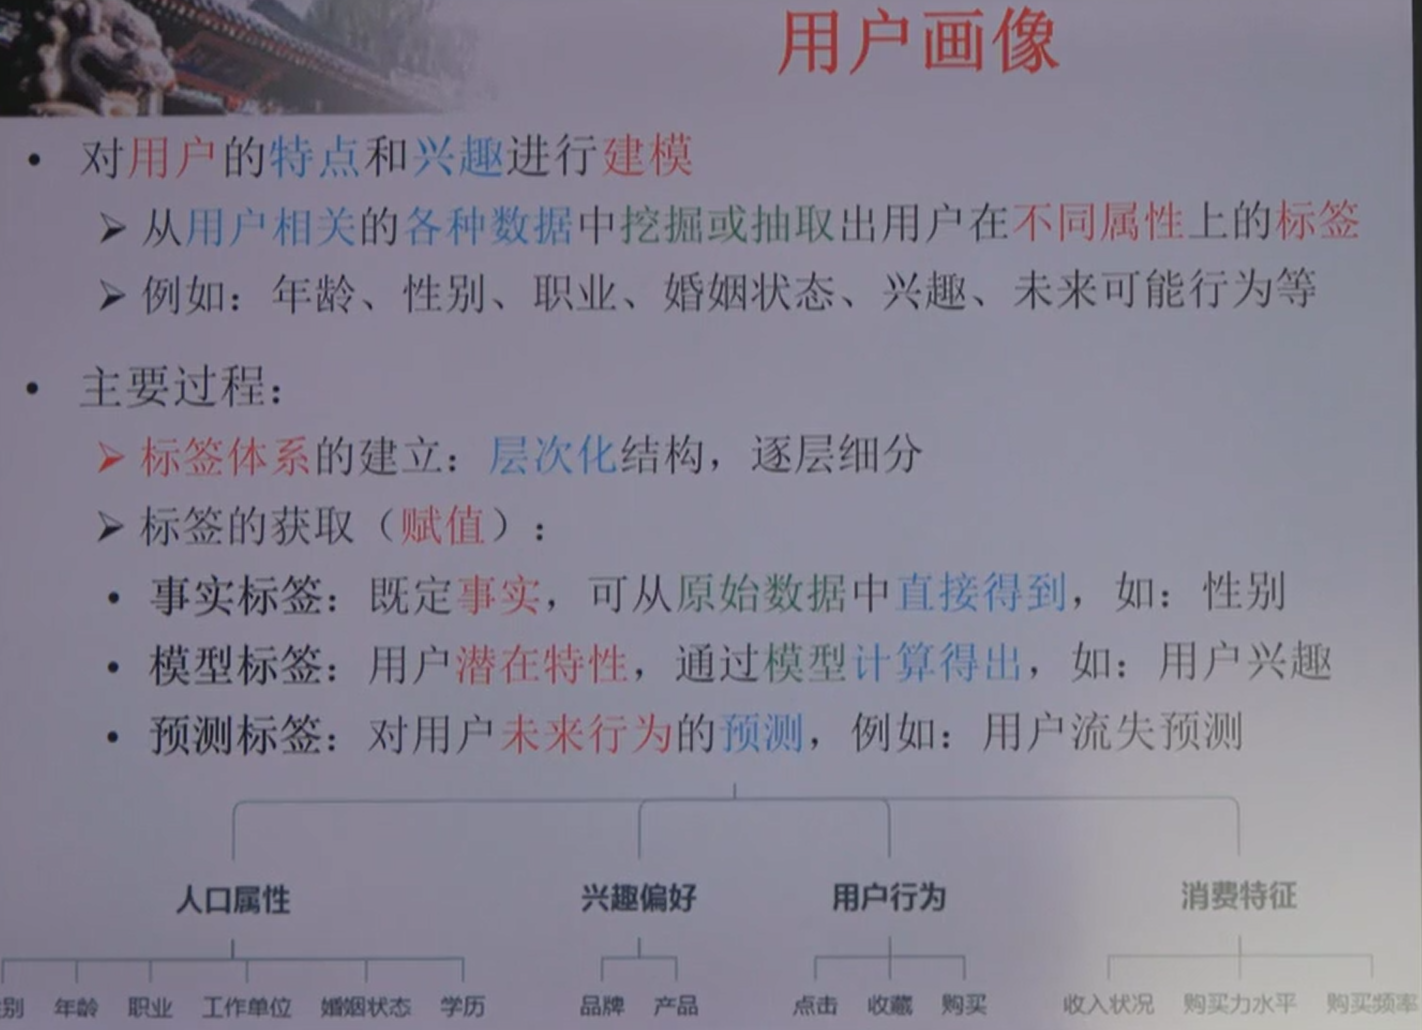 用户画像
• 对用户的特点和兴趣进行建模
➢ 从用户相关的各种数据中挖掘或抽取出用户在不同属性上的标签
➢ 例如：年龄、性别、职业、婚姻状态、兴趣、未来可能行为等
• 主要过程：
➢ 标签体系的建立：层次化结构，逐层细分
➢ 标签的获取（赋值）：
• 事实标签：既定事实，可从原始数据中直接得到，如：性别
• 模型标签：用户潜在特性，通过模型计算得出，如：用户兴趣
• 预测标签：对用户未来行为的预测，例如：用户流失预测
人口属性 兴趣偏好 用户行为 消费特征
别 年龄 职业 工作单位 婚姻状态 学历 品牌 产品 点击 收藏 购买 收入状况 购买力水平 购买频率